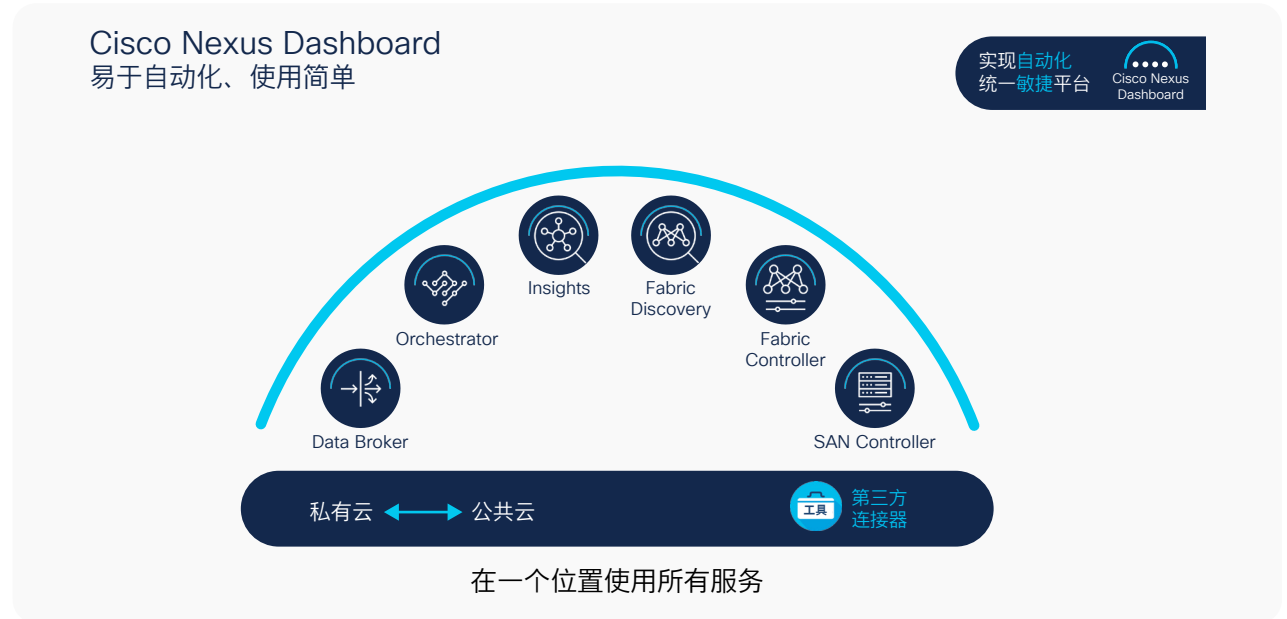 Cisco Nexus Dashboard
易于自动化、使用简单
实现自动化
统一敏捷平台
Cisco Nexus
Dashboard
Insights
Fabric
Discovery
Orchestrator
Fabric
Controller
Data Broker
SAN Controller
私有云
公共云
工具
第三方
连接器
在一个位置使用所有服务